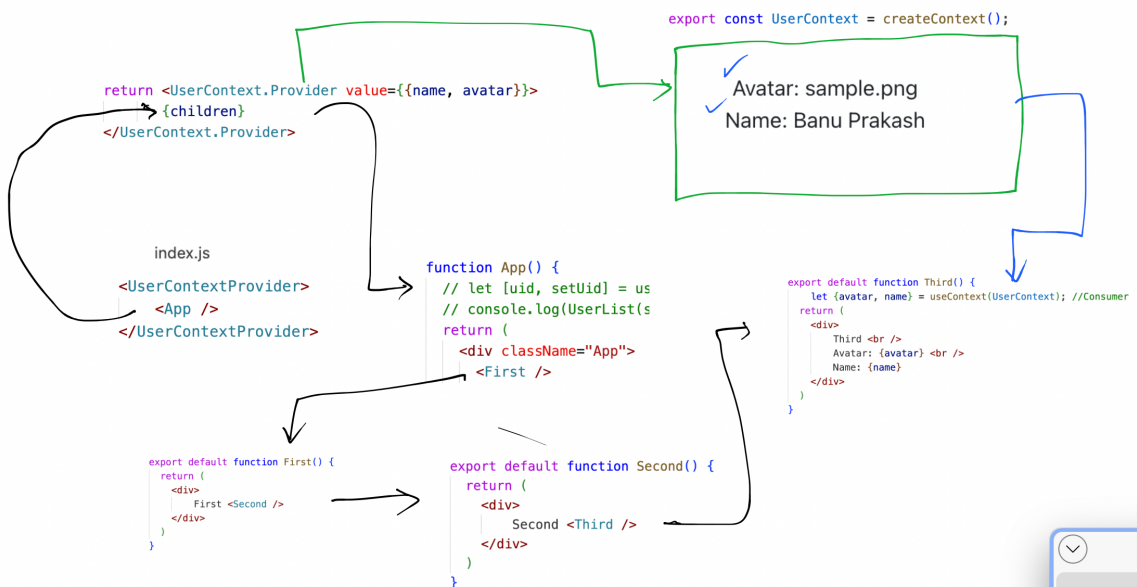 export const UserContext = createContext();
return <UserContext.Provider value={{name, avatar}}>
{children}
</UserContext.Provider>
Avatar: sample.png
Name: Banu Prakash
index.js
<UserContextProvider>
<App />
</UserContextProvider>
function App() {
// let [uid, setUid] = us
// console.log(UserList(s
return (
<div className="App">
<First />
export default function Third() {
let {avatar, name} = useContext(UserContext); //Consumer
return (
<div>
Third <br />
Avatar: {avatar} <br />
Name: {name}
</div>
)
}
export default function First() {
return (
<div>
First <Second />
</div>
)
}
export default function Second() {
return (
<div>
Second <Third />
</div>
)
}